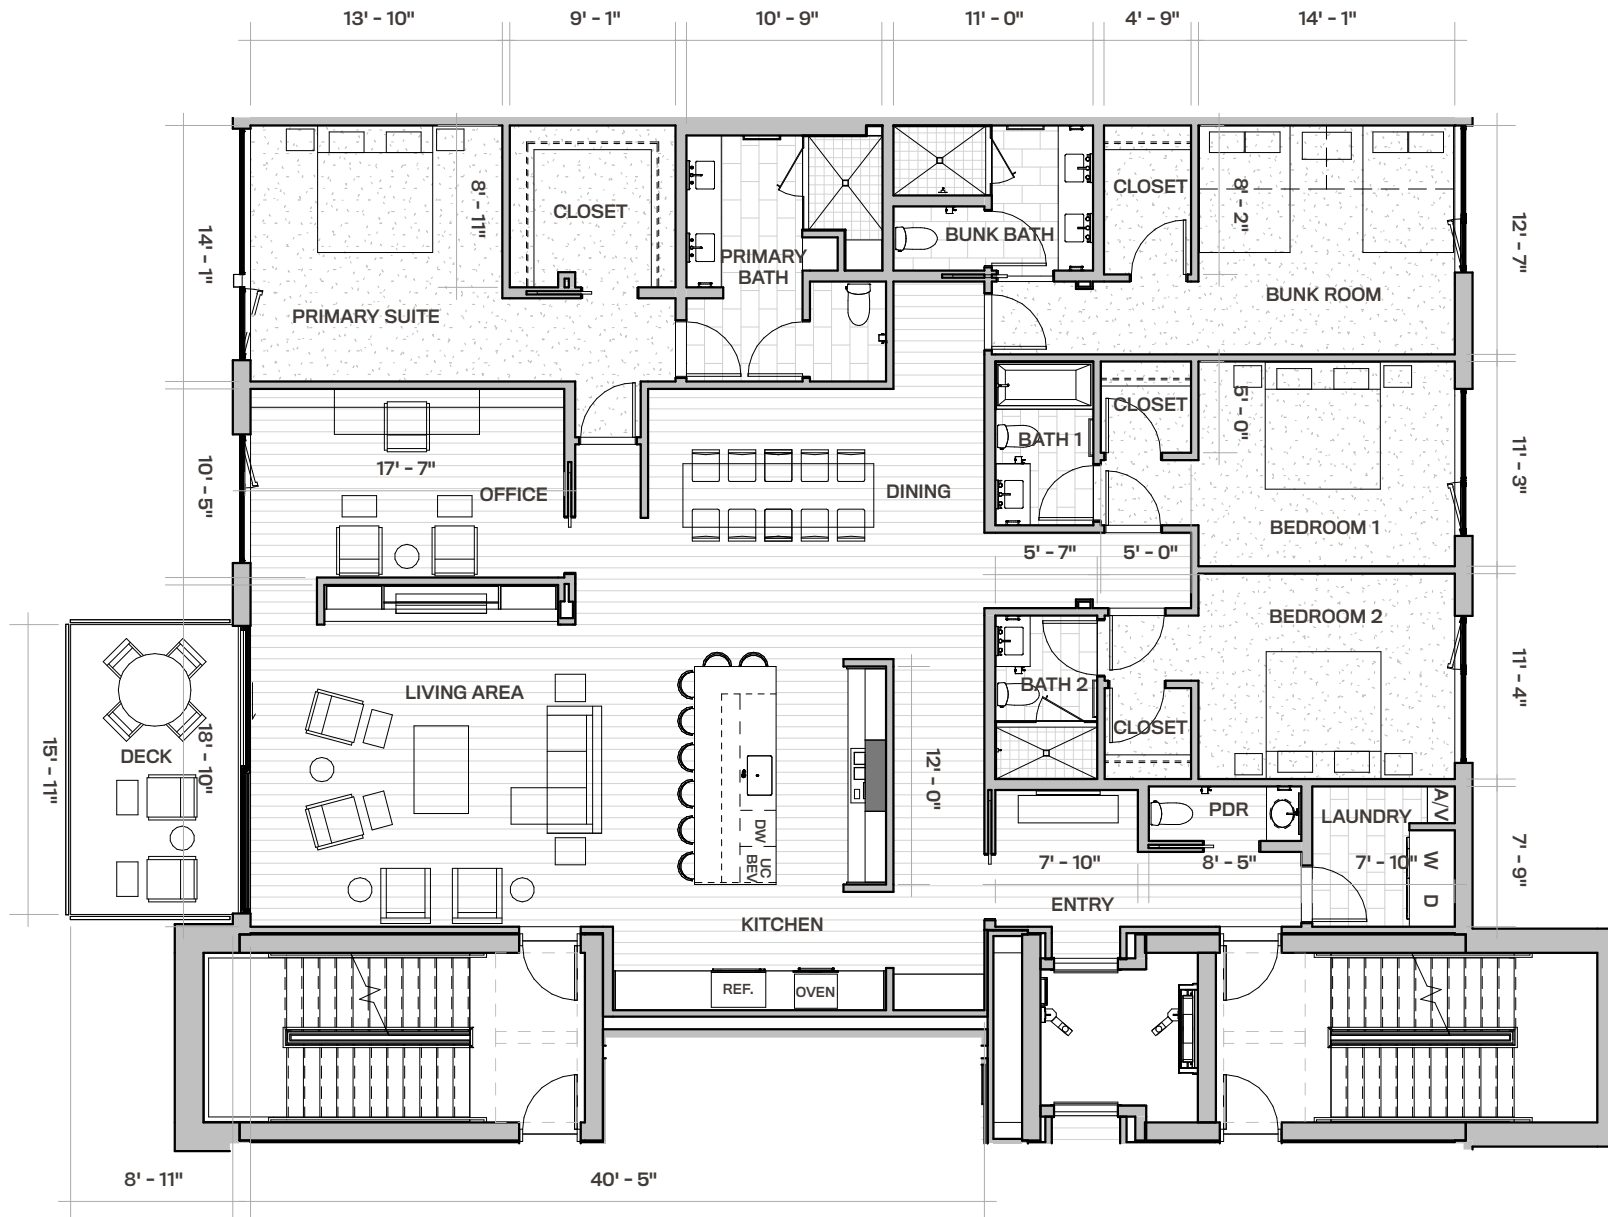 13' - 10"
9' - 1"
10' - 9"
11' - 0"
4' - 9"
14' - 1"
8' - 11"
CLOSET
CLOSET
8' - 2"
14' - 1"
PRIMARY
BATH
BUNK BATH
12' - 7"
PRIMARY SUITE
BUNK ROOM
CLOSET
5' - 0"
BATH 1
17' - 7"
OFFICE
10' - 5"
DINING
11' - 3"
BEDROOM 1
5' - 7"
5' - 0"
BEDROOM 2
LIVING AREA
BATH 2
11' - 4"
CLOSET
DECK
18' - 10"
15' - 11"
12' - 0"
DW
UC
BEV
PDR
LAUNDRY
A/V
7' - 10"
8' - 5"
7' - 10"
W
D
7' - 9"
ENTRY
KITCHEN
REF.
OVEN
8' - 11"
40' - 5"